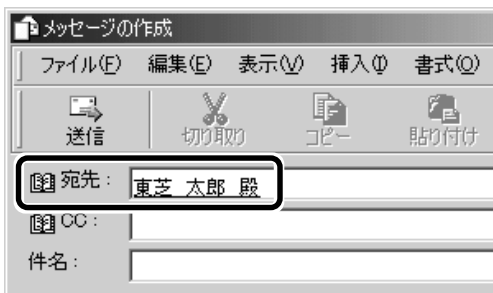 メッセージの作成
ファイル(F) 編集(E) 表示(V) 挿入(I) 書式(O)
送信 切り取り コピー 貼り付け
宛先: 東芝 太郎 殿
CC:
件名: